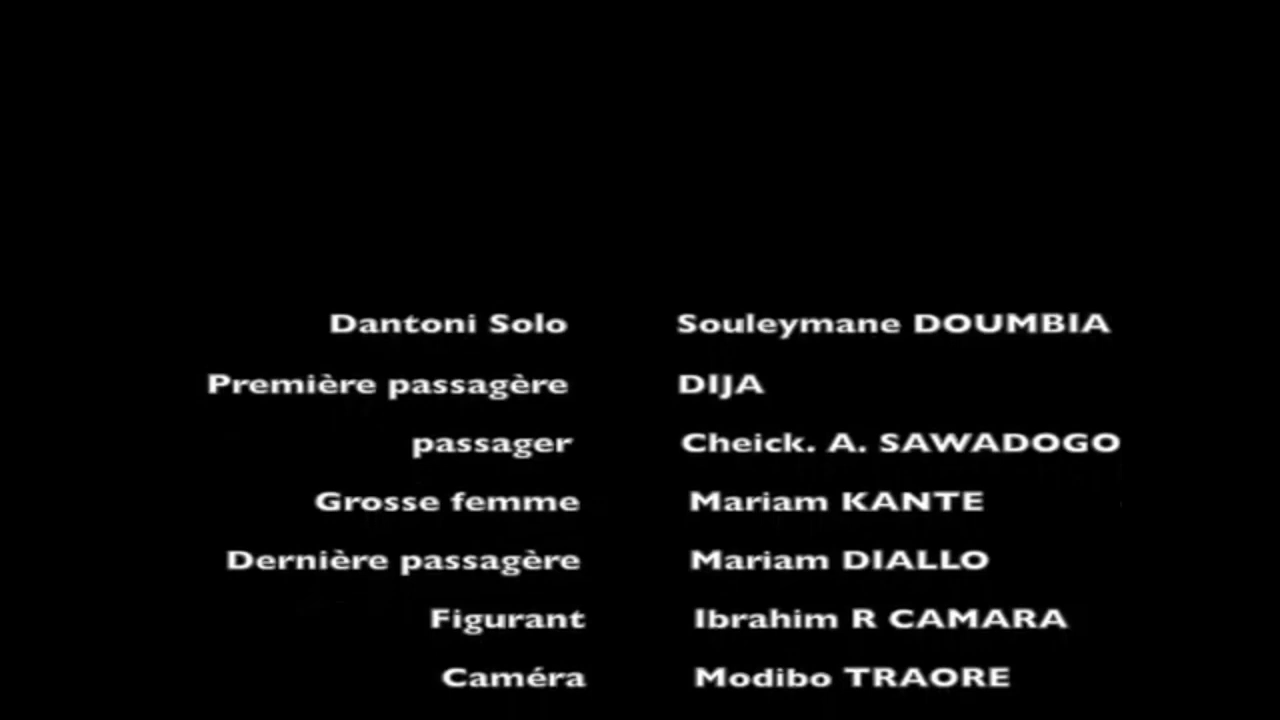 Dantoni Solo Souleymane DOUMBIA
Première passagère DIJA
passager Cheick. A. SAWADOGO
Grosse femme Mariam KANTE
Dernière passagère Mariam DIALLO
Figurant Ibrahim R CAMARA
Caméra Modibo TRAORE